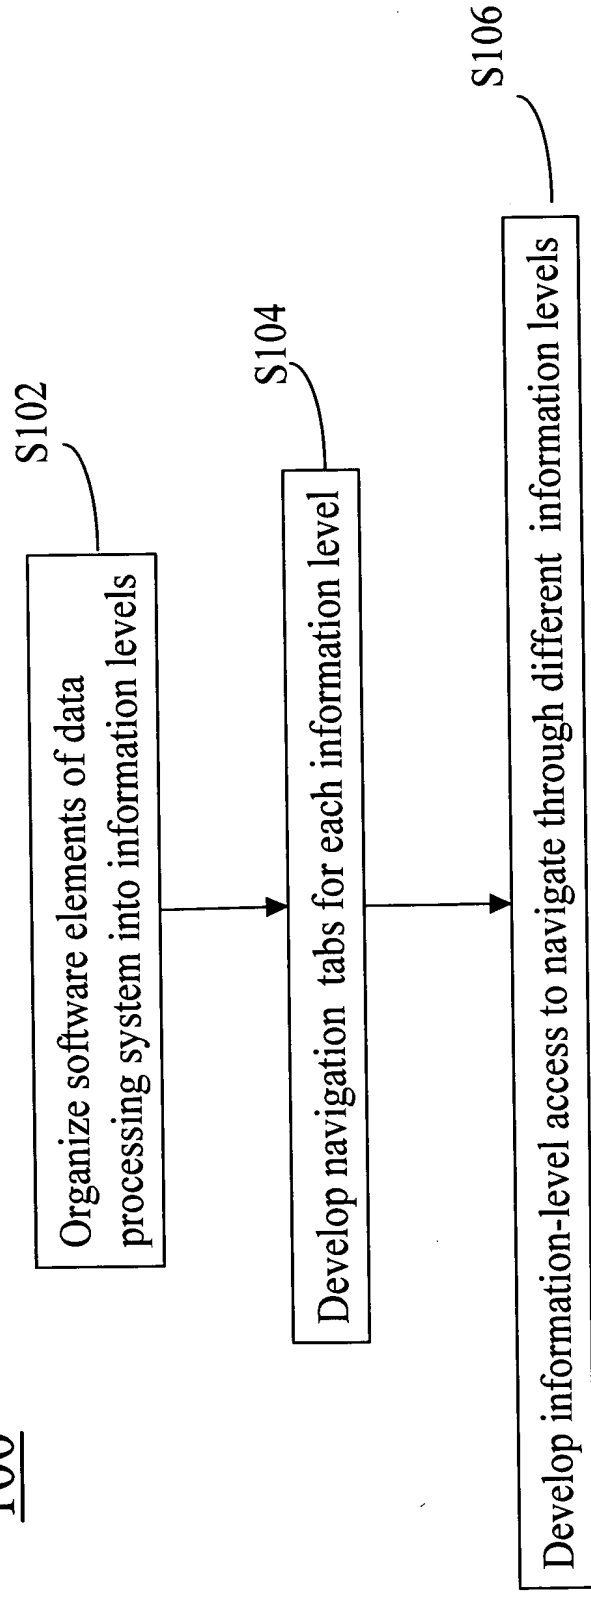 100
S102
Organize software elements of data
processing system into information levels
S104
Develop navigation tabs for each information level
S106
Develop information-level access to navigate through different information levels